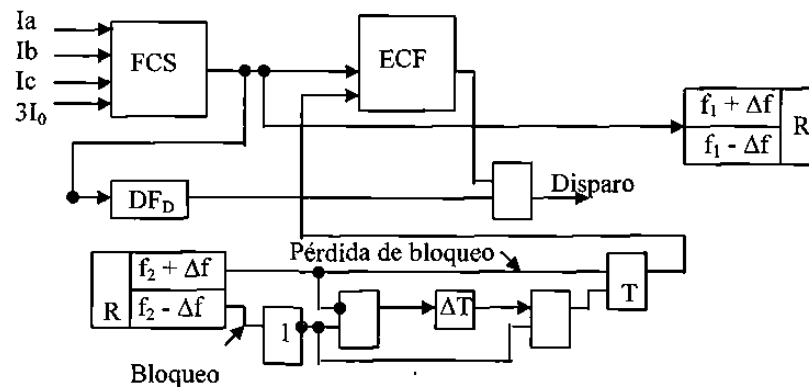 Ia
Ib
Ic
3I₀
FCS
ECF
f₁ + Δf
f₁ - Δf
R
DF_D
Disparo
Pérdida de bloqueo
f₂ + Δf
f₂ - Δf
R
1
ΔT
T
Bloqueo